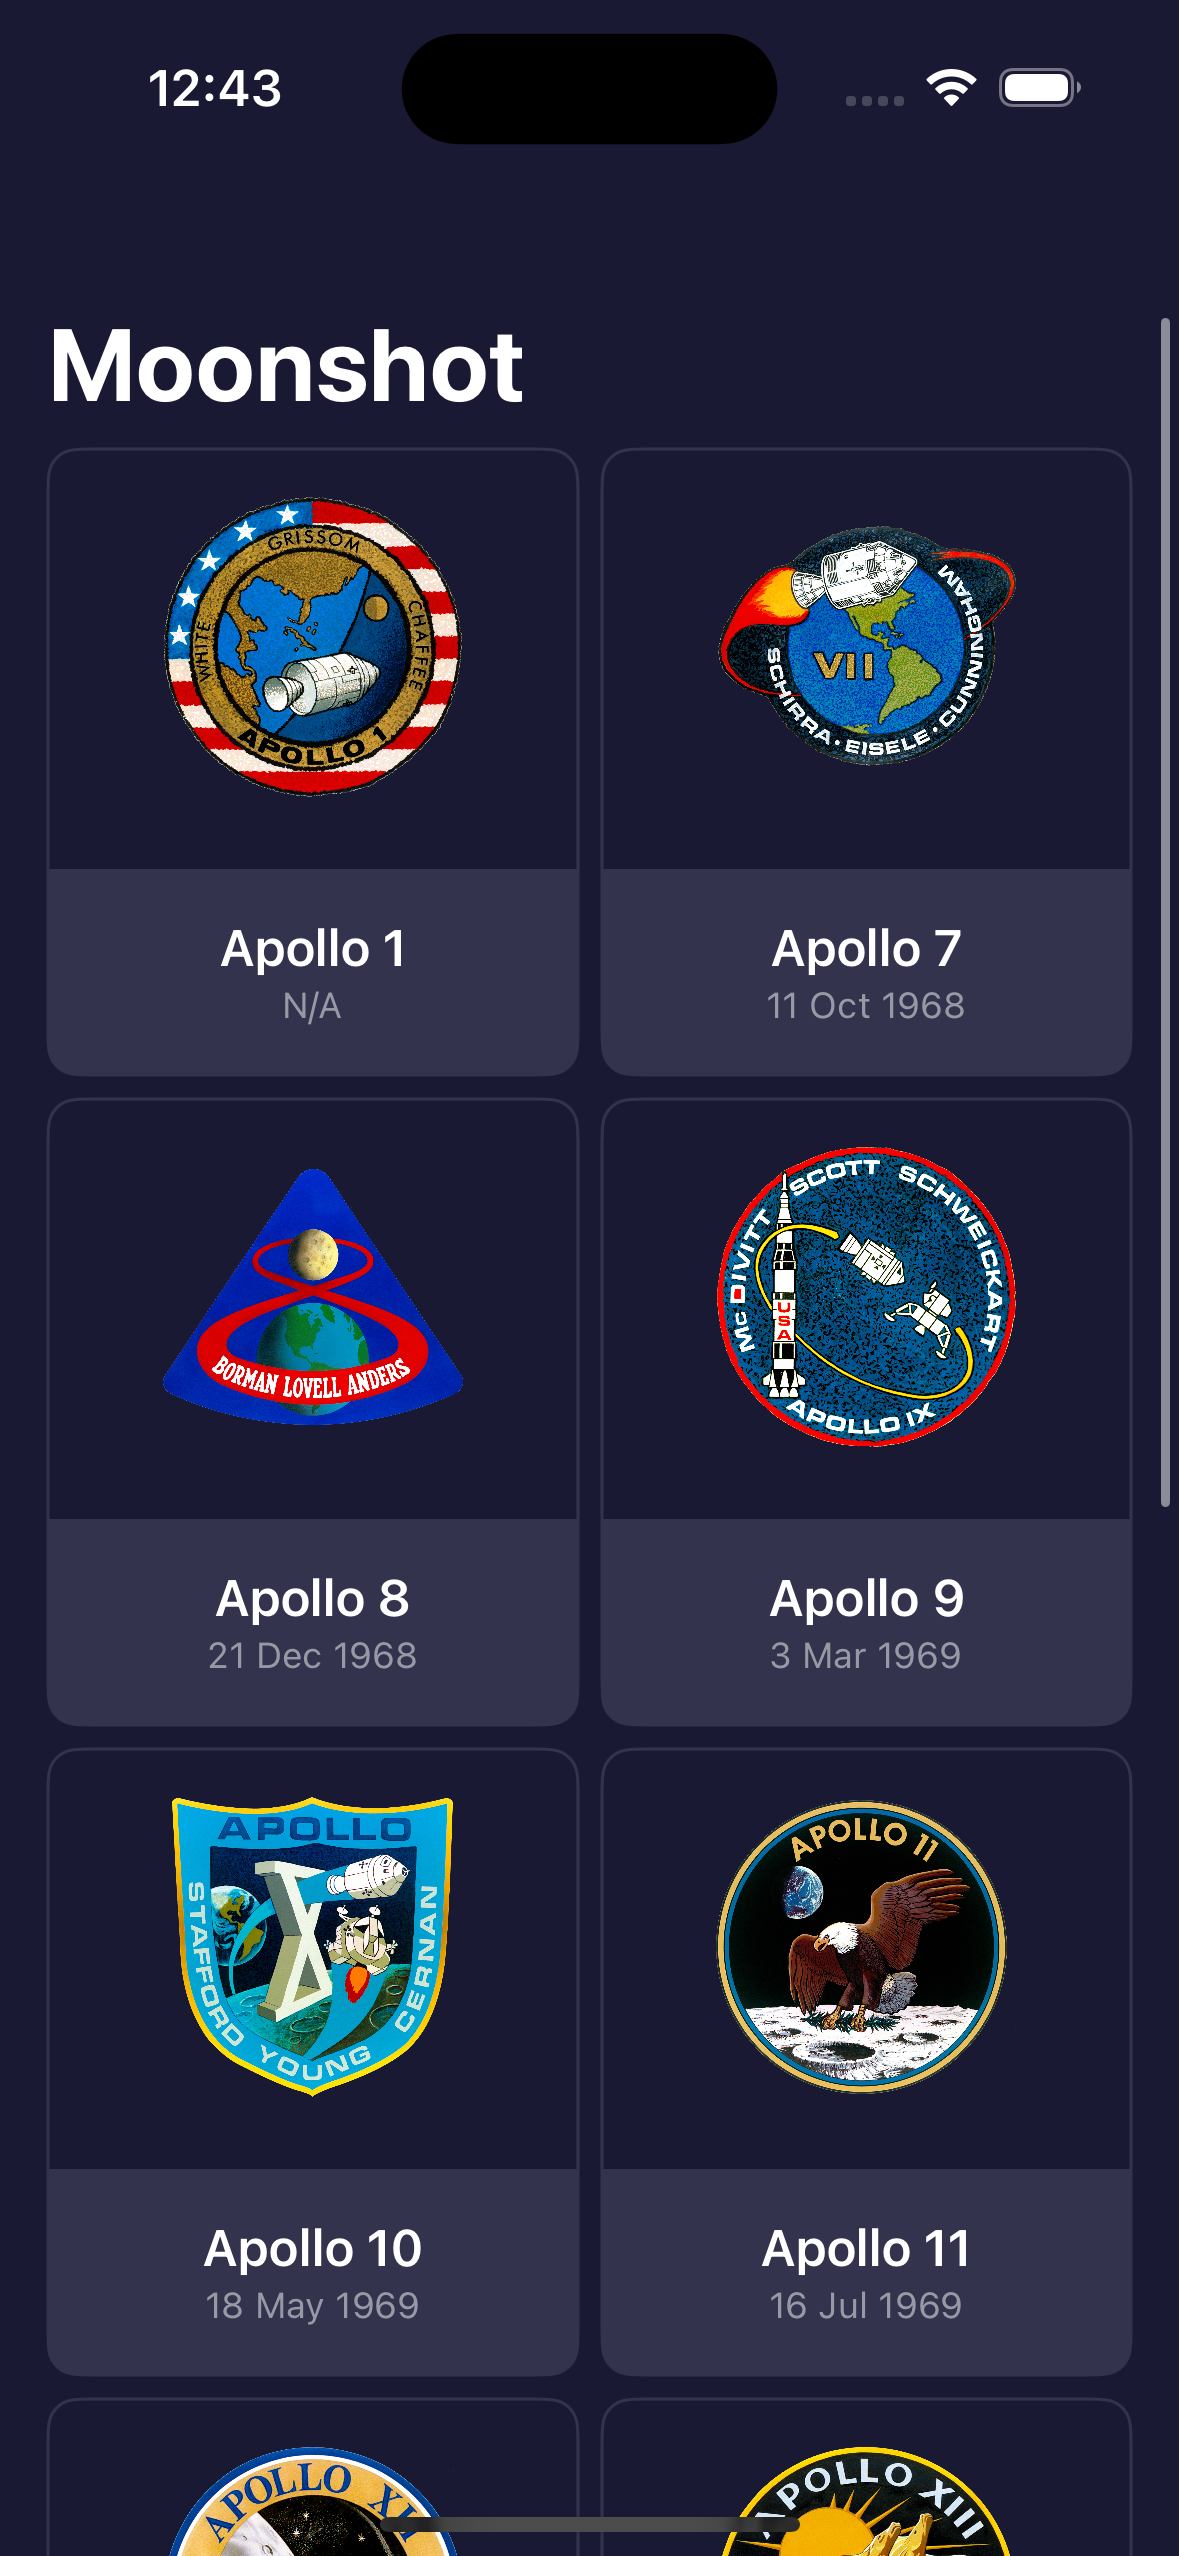 12:43
Moonshot
GRISSOM
WHITE
CHAFFEE
APOLLO 1
VII
SCHIRRA • EISELE • CUNNINGHAM
Apollo 1
N/A
Apollo 7
11 Oct 1968
BORMAN LOVELL ANDERS
McDIVITT SCOTT SCHWEICKART
USA
APOLLO IX
Apollo 8
21 Dec 1968
Apollo 9
3 Mar 1969
APOLLO
X
STAFFORD YOUNG CERNAN
APOLLO 11
Apollo 10
18 May 1969
Apollo 11
16 Jul 1969
APOLLO
APOLLO XIII